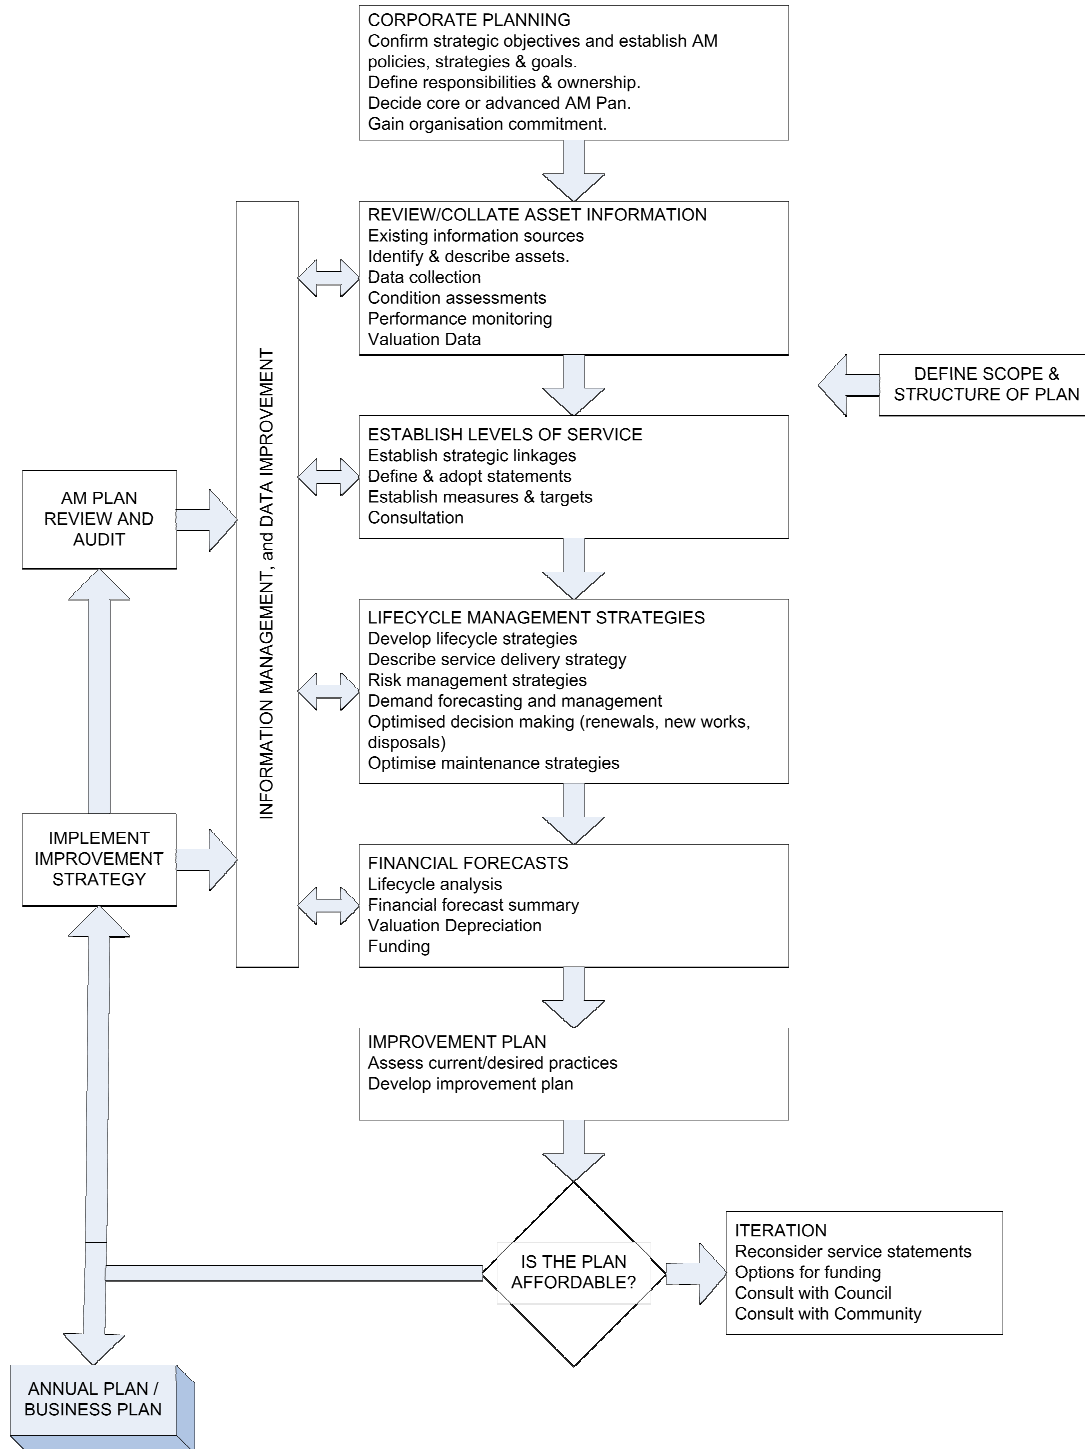 CORPORATE PLANNING
Confirm strategic objectives and establish AM
policies, strategies & goals.
Define responsibilities & ownership.
Decide core or advanced AM Pan.
Gain organisation commitment.
REVIEW/COLLATE ASSET INFORMATION
Existing information sources
Identify & describe assets.
Data collection
Condition assessments
Performance monitoring
Valuation Data
DEFINE SCOPE &
STRUCTURE OF PLAN
INFORMATION MANAGEMENT, and DATA IMPROVEMENT
ESTABLISH LEVELS OF SERVICE
Establish strategic linkages
Define & adopt statements
Establish measures & targets
Consultation
AM PLAN
REVIEW AND
AUDIT
LIFECYCLE MANAGEMENT STRATEGIES
Develop lifecycle strategies
Describe service delivery strategy
Risk management strategies
Demand forecasting and management
Optimised decision making (renewals, new works,
disposals)
Optimise maintenance strategies
IMPLEMENT
IMPROVEMENT
STRATEGY
FINANCIAL FORECASTS
Lifecycle analysis
Financial forecast summary
Valuation Depreciation
Funding
IMPROVEMENT PLAN
Assess current/desired practices
Develop improvement plan
IS THE PLAN
AFFORDABLE?
ITERATION
Reconsider service statements
Options for funding
Consult with Council
Consult with Community
ANNUAL PLAN /
BUSINESS PLAN